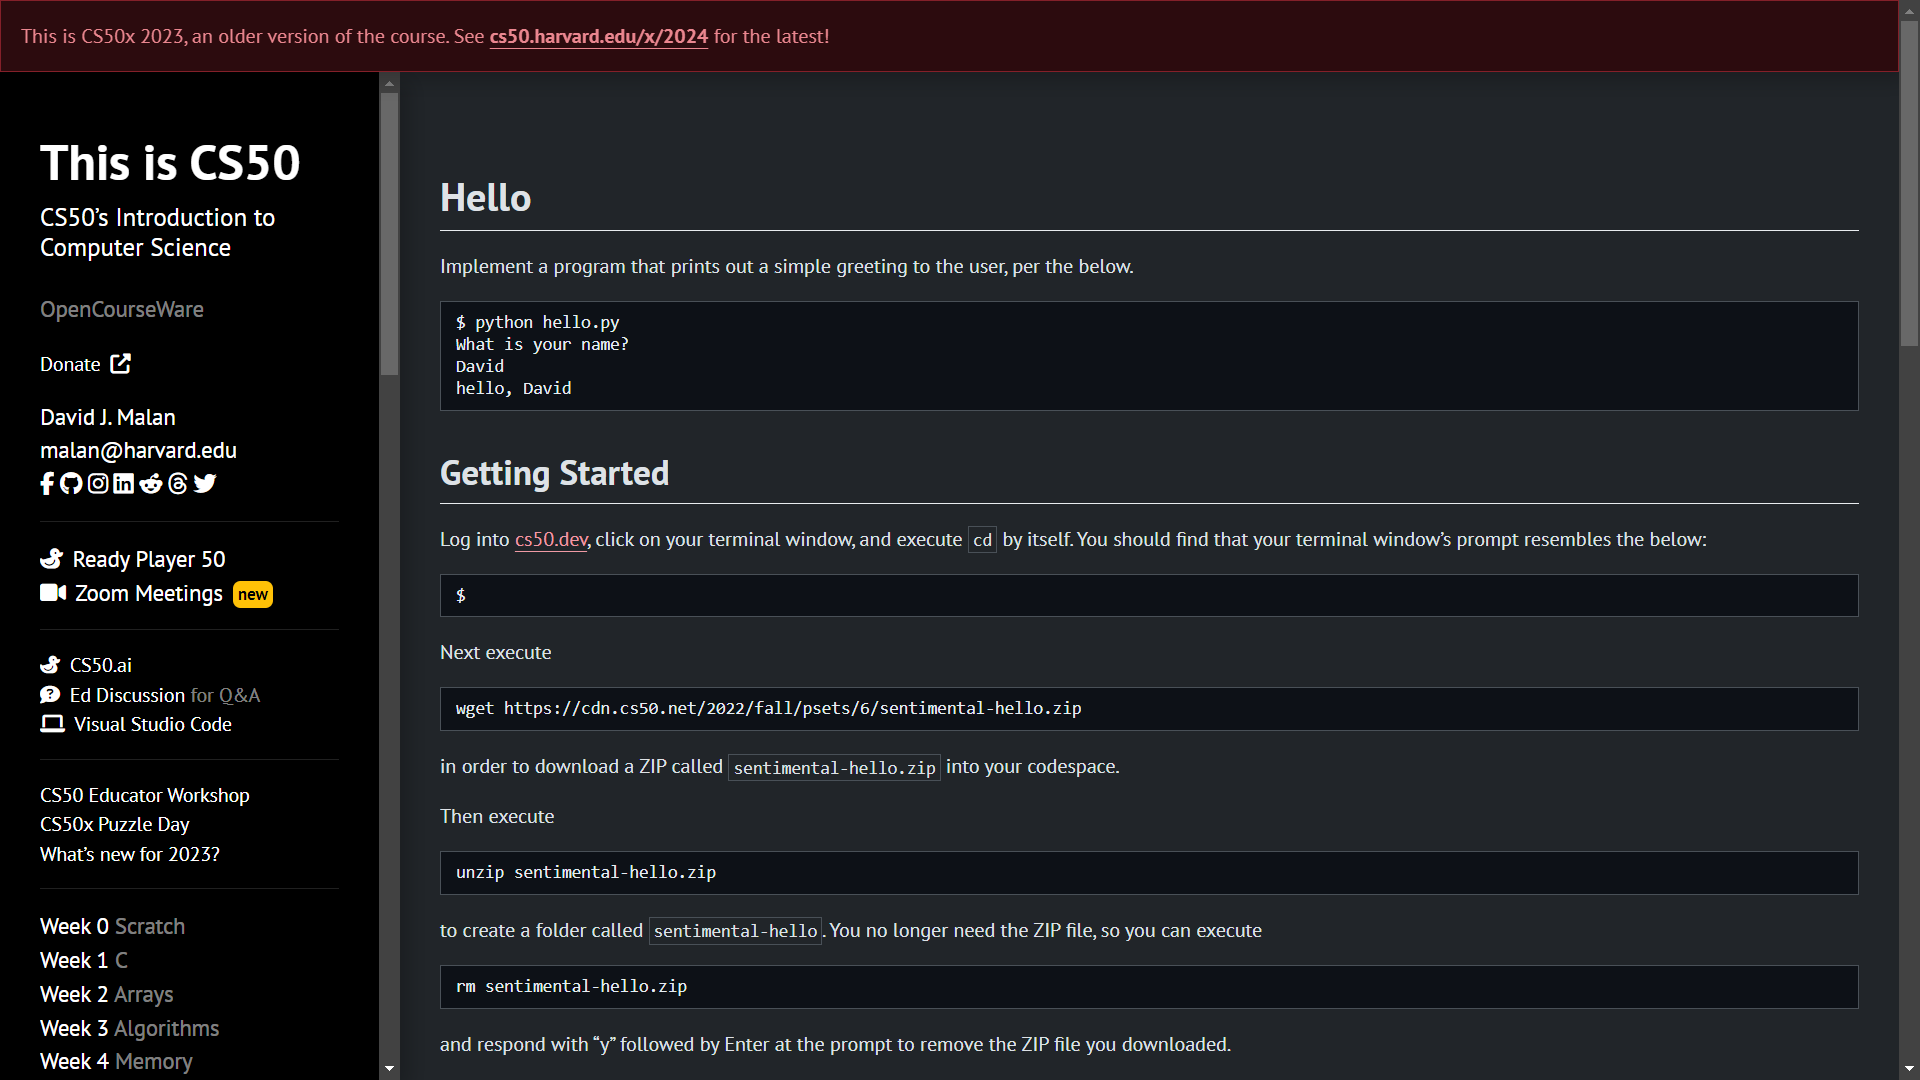 This is CS50x 2023, an older version of the course. See cs50.harvard.edu/x/2024 for the latest!
This is CS50
CS50’s Introduction to
Computer Science
OpenCourseWare
Donate
David J. Malan
malan@harvard.edu
Ready Player 50
Zoom Meetings new
CS50.ai
Ed Discussion for Q&A
Visual Studio Code
CS50 Educator Workshop
CS50x Puzzle Day
What’s new for 2023?
Week 0 Scratch
Week 1 C
Week 2 Arrays
Week 3 Algorithms
Week 4 Memory
Hello
Implement a program that prints out a simple greeting to the user, per the below.
$ python hello.py
What is your name?
David
hello, David
Getting Started
Log into cs50.dev, click on your terminal window, and execute cd by itself. You should find that your terminal window’s prompt resembles the below:
$
Next execute
wget https://cdn.cs50.net/2022/fall/psets/6/sentimental-hello.zip
in order to download a ZIP called sentimental-hello.zip into your codespace.
Then execute
unzip sentimental-hello.zip
to create a folder called sentimental-hello. You no longer need the ZIP file, so you can execute
rm sentimental-hello.zip
and respond with “y” followed by Enter at the prompt to remove the ZIP file you downloaded.